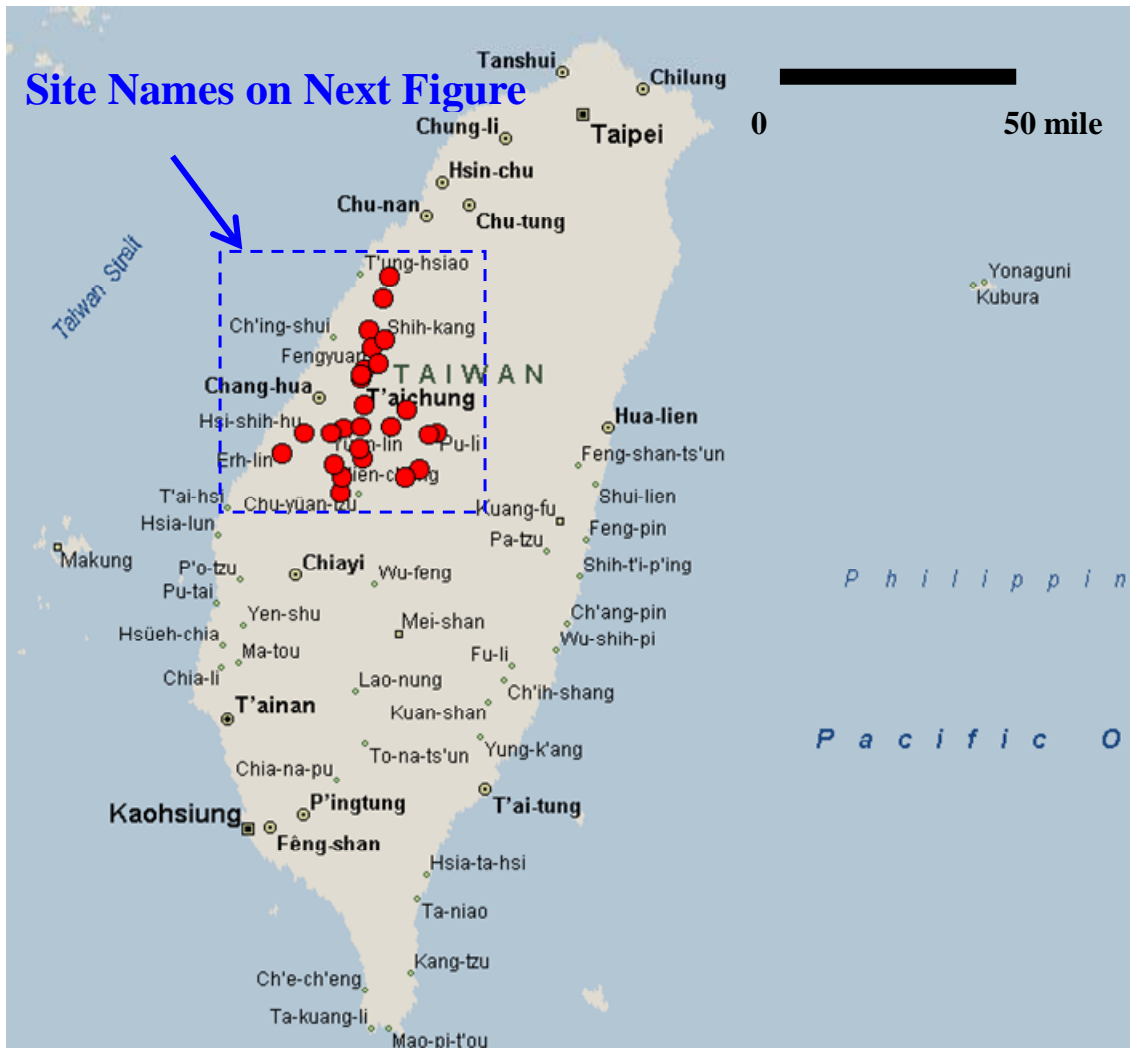 Site Names on Next Figure
0
50 mile
Tanshui
Chilung
Taipei
Chung-li
Hsin-chu
Chu-nan
Chu-tung
Taiwan Strait
T'ung-hsiao
Yonaguni
Kubura
Ch'ing-shui
Shih-kang
Fengyuan
TAIWAN
Chang-hua
T'aichung
Hsi-shih-hu
Hua-lien
Pu-li
Erh-lin
Feng-shan-ts'un
T'ai-hsi
Chu-yüan-tzu
Shui-lien
Kuang-fu
Hsia-lun
Feng-pin
Pa-tzu
Makung
Chiayi
P'o-tzu
Wu-feng
Shih-t'i-p'ing
Philippin
Pu-tai
Yen-shu
Mei-shan
Ch'ang-pin
Hsüeh-chia
Wu-shih-pi
Ma-tou
Fu-li
Chia-li
Lao-nung
Ch'ih-shang
T'ainan
Kuan-shan
Pacific O
To-na-ts'un
Yung-k'ang
Chia-na-pu
P'ingtung
T'ai-tung
Kaohsiung
Fêng-shan
Hsia-ta-hsi
Ta-niao
Kang-tzu
Ch'e-ch'eng
Ta-kuang-li
Mao-pi-t'ou